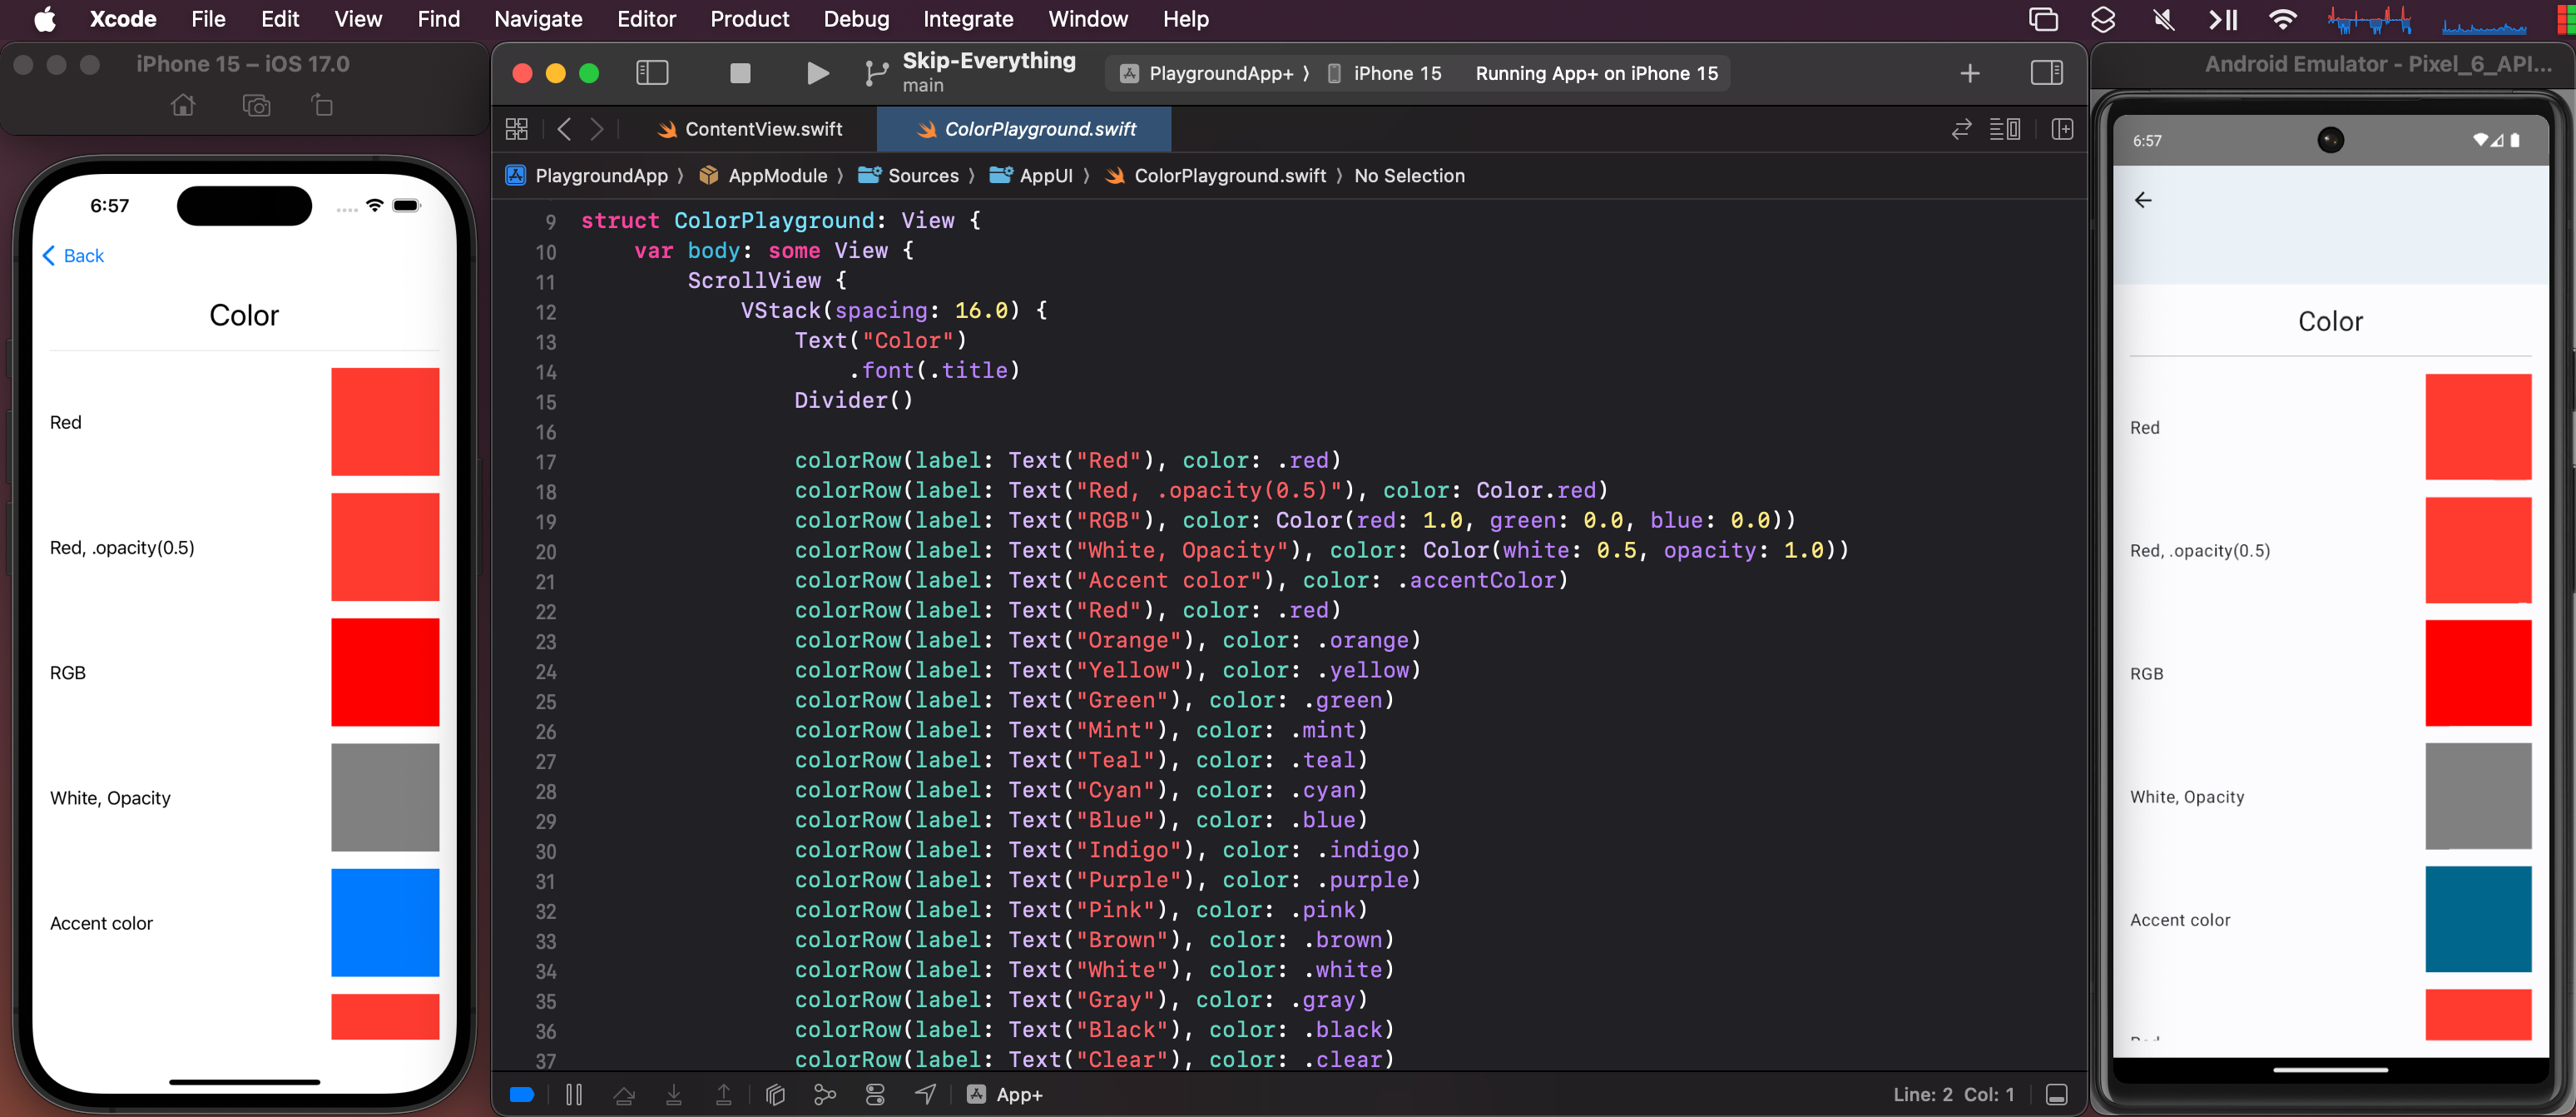 Xcode File Edit View Find Navigate Editor Product Debug Integrate Window Help
iPhone 15 – iOS 17.0
6:57
Back
Color
Red
Red, .opacity(0.5)
RGB
White, Opacity
Accent color
Skip-Everything
main
PlaygroundApp+ ⟩ iPhone 15 Running App+ on iPhone 15
ContentView.swift ColorPlayground.swift
PlaygroundApp ⟩ AppModule ⟩ Sources ⟩ AppUI ⟩ ColorPlayground.swift ⟩ No Selection
9 struct ColorPlayground: View {
10 var body: some View {
11 ScrollView {
12 VStack(spacing: 16.0) {
13 Text("Color")
14 .font(.title)
15 Divider()
16
17 colorRow(label: Text("Red"), color: .red)
18 colorRow(label: Text("Red, .opacity(0.5)"), color: Color.red)
19 colorRow(label: Text("RGB"), color: Color(red: 1.0, green: 0.0, blue: 0.0))
20 colorRow(label: Text("White, Opacity"), color: Color(white: 0.5, opacity: 1.0))
21 colorRow(label: Text("Accent color"), color: .accentColor)
22 colorRow(label: Text("Red"), color: .red)
23 colorRow(label: Text("Orange"), color: .orange)
24 colorRow(label: Text("Yellow"), color: .yellow)
25 colorRow(label: Text("Green"), color: .green)
26 colorRow(label: Text("Mint"), color: .mint)
27 colorRow(label: Text("Teal"), color: .teal)
28 colorRow(label: Text("Cyan"), color: .cyan)
29 colorRow(label: Text("Blue"), color: .blue)
30 colorRow(label: Text("Indigo"), color: .indigo)
31 colorRow(label: Text("Purple"), color: .purple)
32 colorRow(label: Text("Pink"), color: .pink)
33 colorRow(label: Text("Brown"), color: .brown)
34 colorRow(label: Text("White"), color: .white)
35 colorRow(label: Text("Gray"), color: .gray)
36 colorRow(label: Text("Black"), color: .black)
37 colorRow(label: Text("Clear"), color: .clear)
App+
Line: 2 Col: 1
Android Emulator - Pixel_6_API...
6:57
Color
Red
Red, .opacity(0.5)
RGB
White, Opacity
Accent color